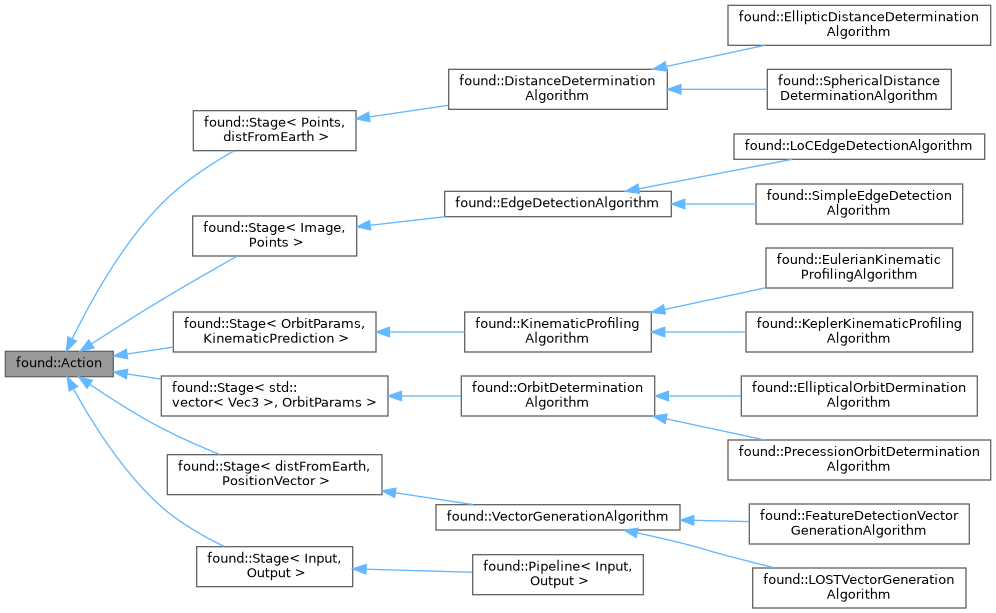 found::EllipticDistanceDetermination
Algorithm
found::DistanceDetermination
Algorithm
found::SphericalDistance
DeterminationAlgorithm
found::Stage< Points,
distFromEarth >
found::LoCEdgeDetectionAlgorithm
found::EdgeDetectionAlgorithm
found::SimpleEdgeDetection
Algorithm
found::Stage< Image,
Points >
found::EulerianKinematic
ProfilingAlgorithm
found::Stage< OrbitParams,
KinematicPrediction >
found::KinematicProfiling
Algorithm
found::KeplerKinematicProfiling
Algorithm
found::Action
found::Stage< std::
vector< Vec3 >, OrbitParams >
found::OrbitDetermination
Algorithm
found::EllipticalOrbitDermination
Algorithm
found::PrecessionOrbitDetermination
Algorithm
found::Stage< distFromEarth,
PositionVector >
found::VectorGenerationAlgorithm
found::FeatureDetectionVector
GenerationAlgorithm
found::Stage< Input,
Output >
found::Pipeline< Input,
Output >
found::LOSTVectorGeneration
Algorithm